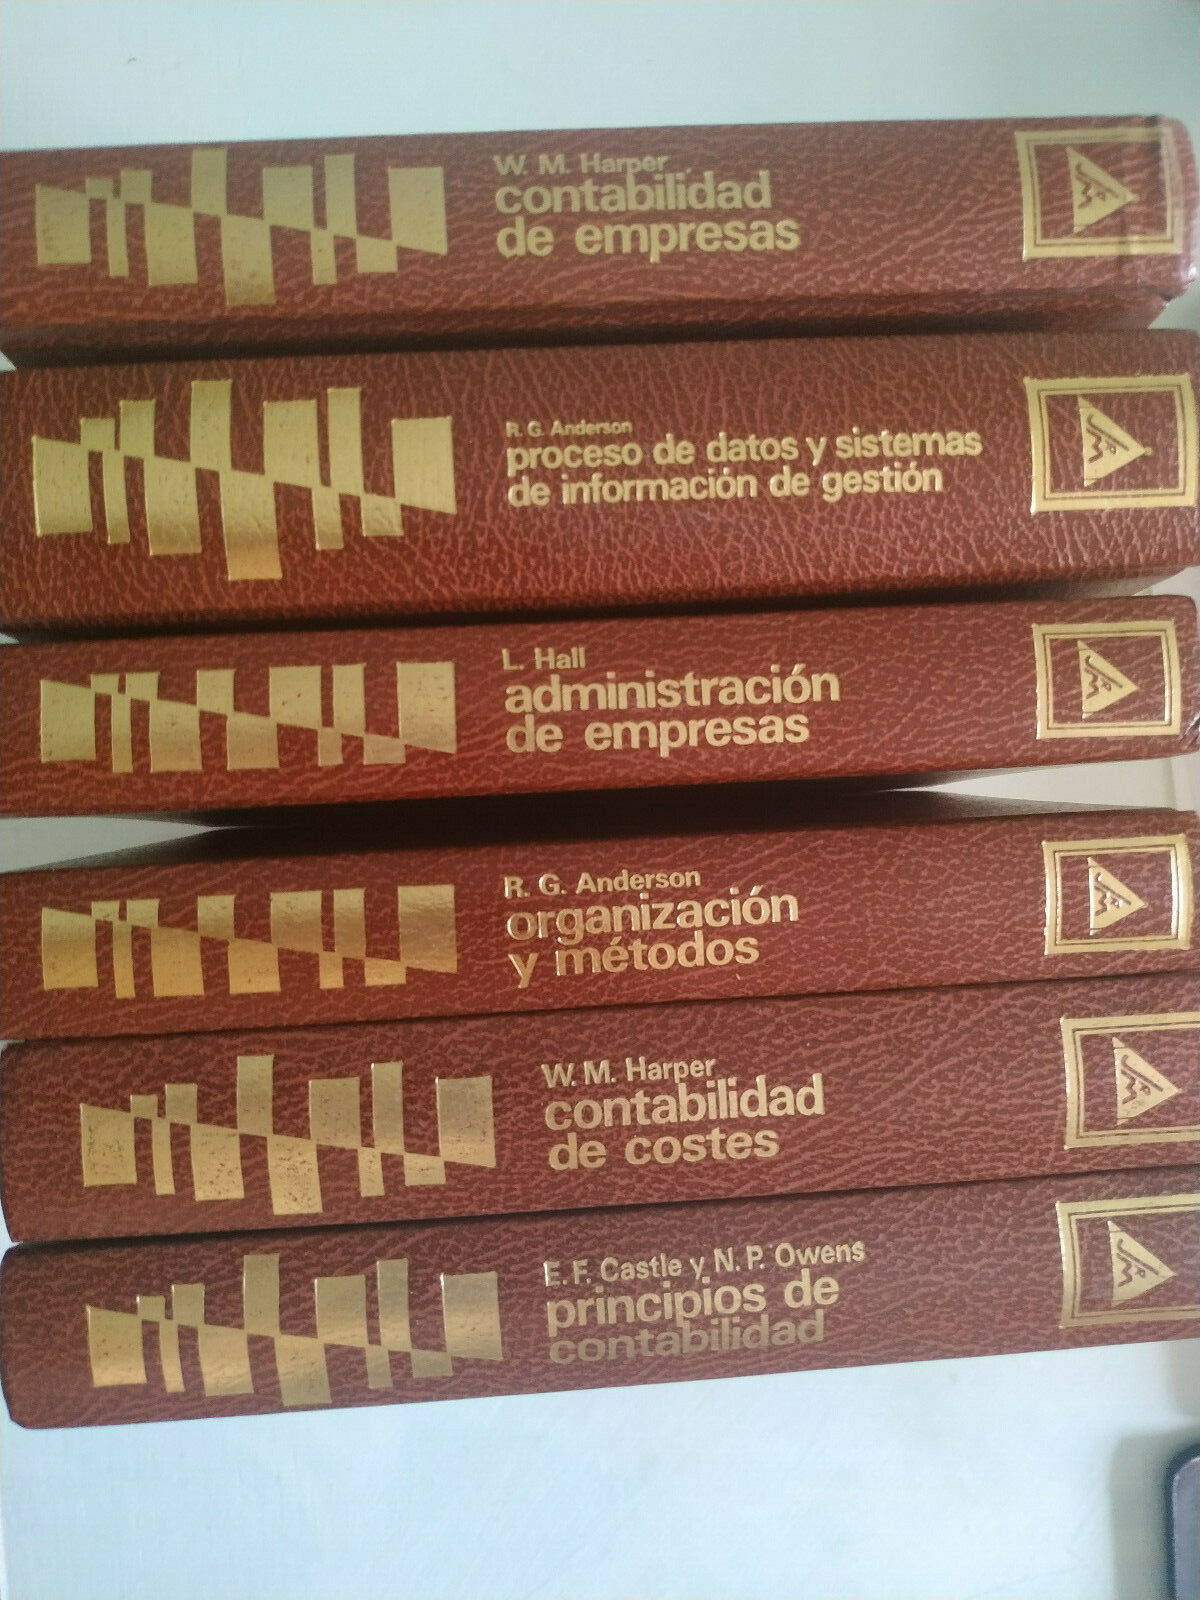 W. M. Harper
contabilidad
de empresas
R. G. Anderson
proceso de datos y sistemas
de información de gestión
L. Hall
administración
de empresas
R. G. Anderson
organización
y métodos
W. M. Harper
contabilidad
de costes
E. F. Castle y N. P. Owens
principios de
contabilidad